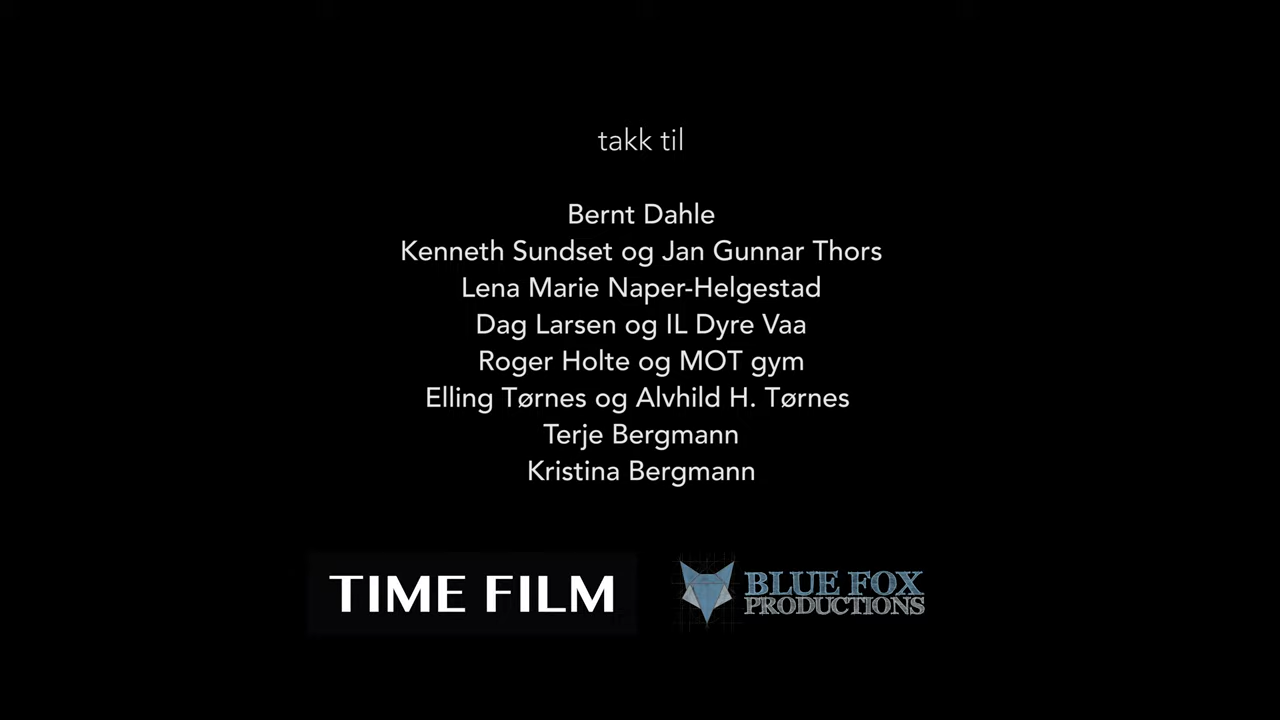 takk til
Bernt Dahle
Kenneth Sundset og Jan Gunnar Thors
Lena Marie Naper-Helgestad
Dag Larsen og IL Dyre Vaa
Roger Holte og MOT gym
Elling Tørnes og Alvhild H. Tørnes
Terje Bergmann
Kristina Bergmann
TIME FILM
BLUE FOX
PRODUCTIONS